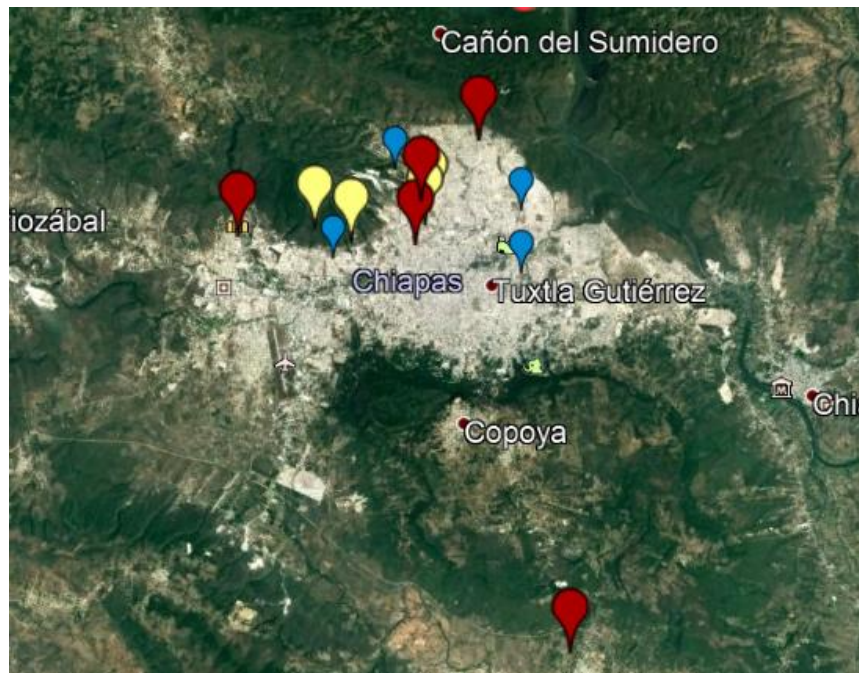 Cañón del Sumidero
iozábal
Chiapas
Tuxtla Gutiérrez
Chi
Copoya
M